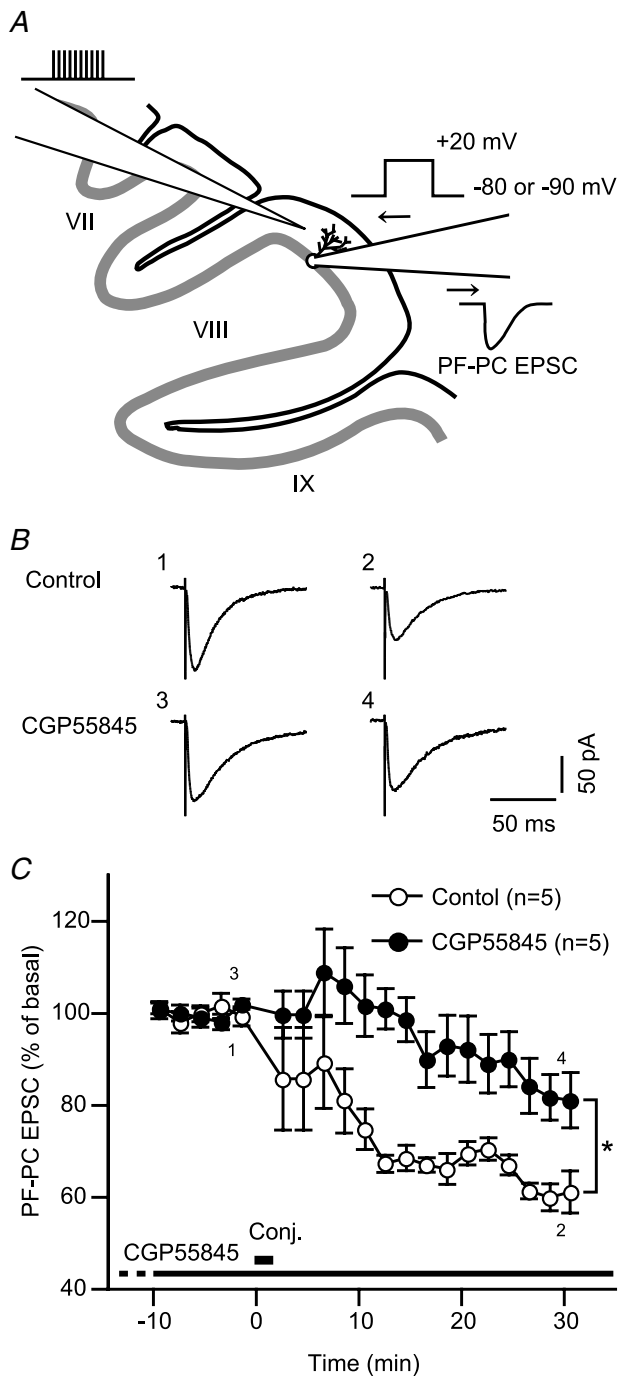 A
+20 mV
-80 or -90 mV
VII
VIII
PF-PC EPSC
IX
B
1
2
Control
3
4
CGP55845
50 pA
50 ms
C
Contol (n=5)
CGP55845 (n=5)
120
100
80
60
40
PF-PC EPSC (% of basal)
3
1
4
*
2
Conj.
CGP55845
-10
0
10
20
30
Time (min)